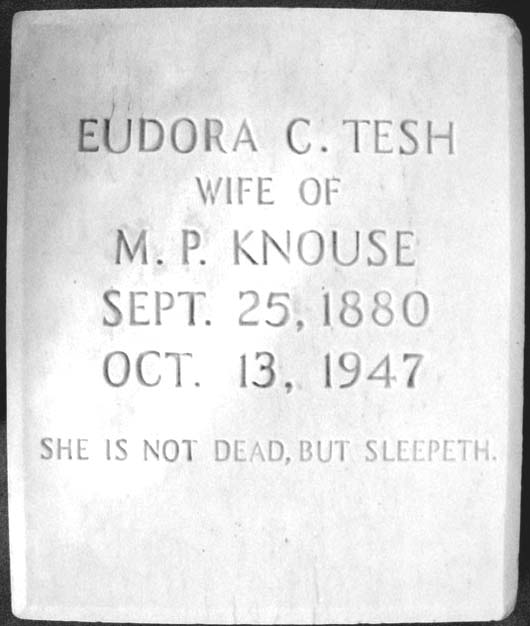 EUDORA C. TESH
WIFE OF
M. P. KNOUSE
SEPT. 25, 1880
OCT. 13, 1947
SHE IS NOT DEAD, BUT SLEEPETH.